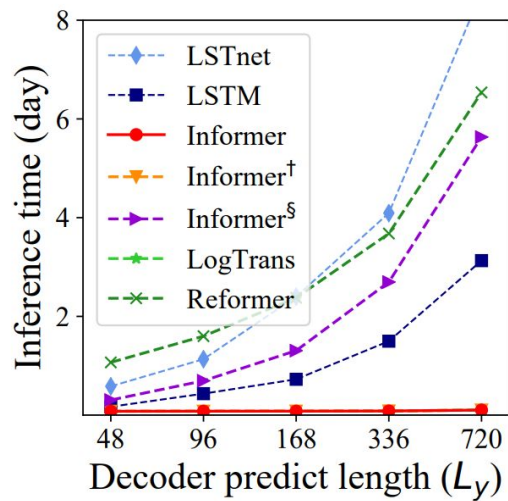 8
6
4
2
Inference time (day)
LSTnet
LSTM
Informer
Informer†
Informer§
LogTrans
Reformer
48 96 168 336 720
Decoder predict length (Ly)